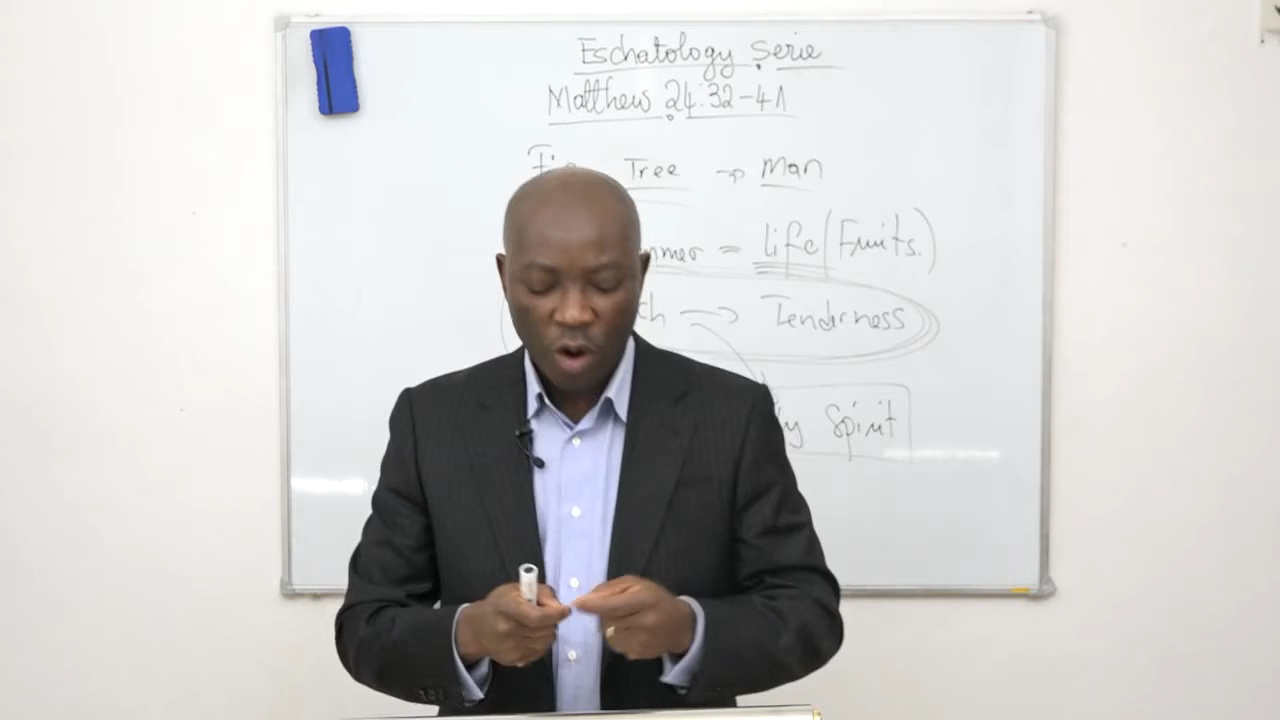 Eschatology Serie
Matthew 24:32-41
Tree → Man
= life (Fruits.)
→ Tenderness
Spirit